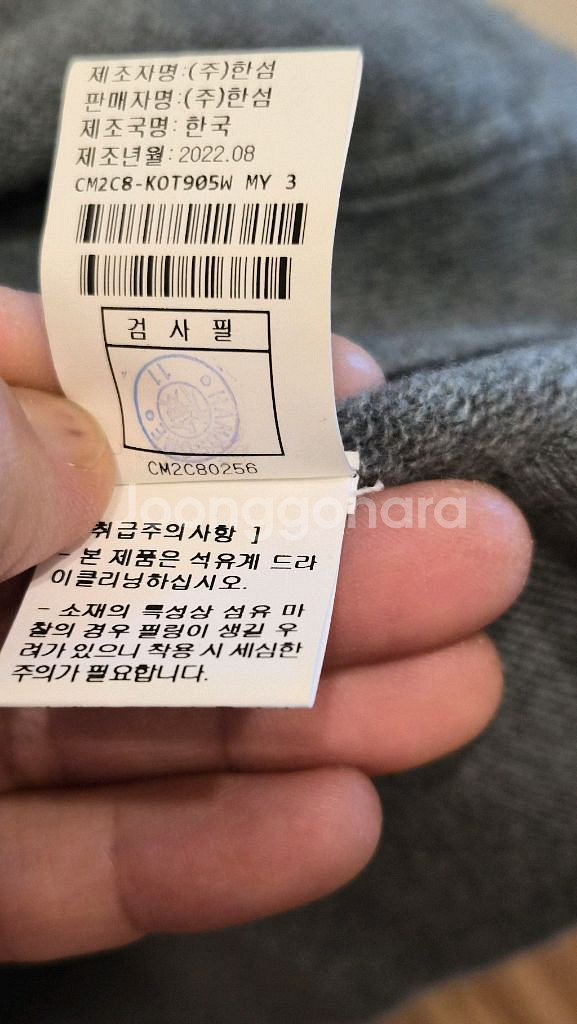 제조자명:(주)한섬
판매자명:(주)한섬
제조국명: 한국
제조년월: 2022.08
CM2C8-KOT905W MY 3
검 사 필
11
CM2C80256
joonggonara
취급주의사항 ]
- 본 제품은 석유계 드라
이클리닝하십시오.
- 소재의 특성상 섬유 마
찰의 경우 필링이 생길 우
려가 있으니 착용 시 세심한
주의가 필요합니다.